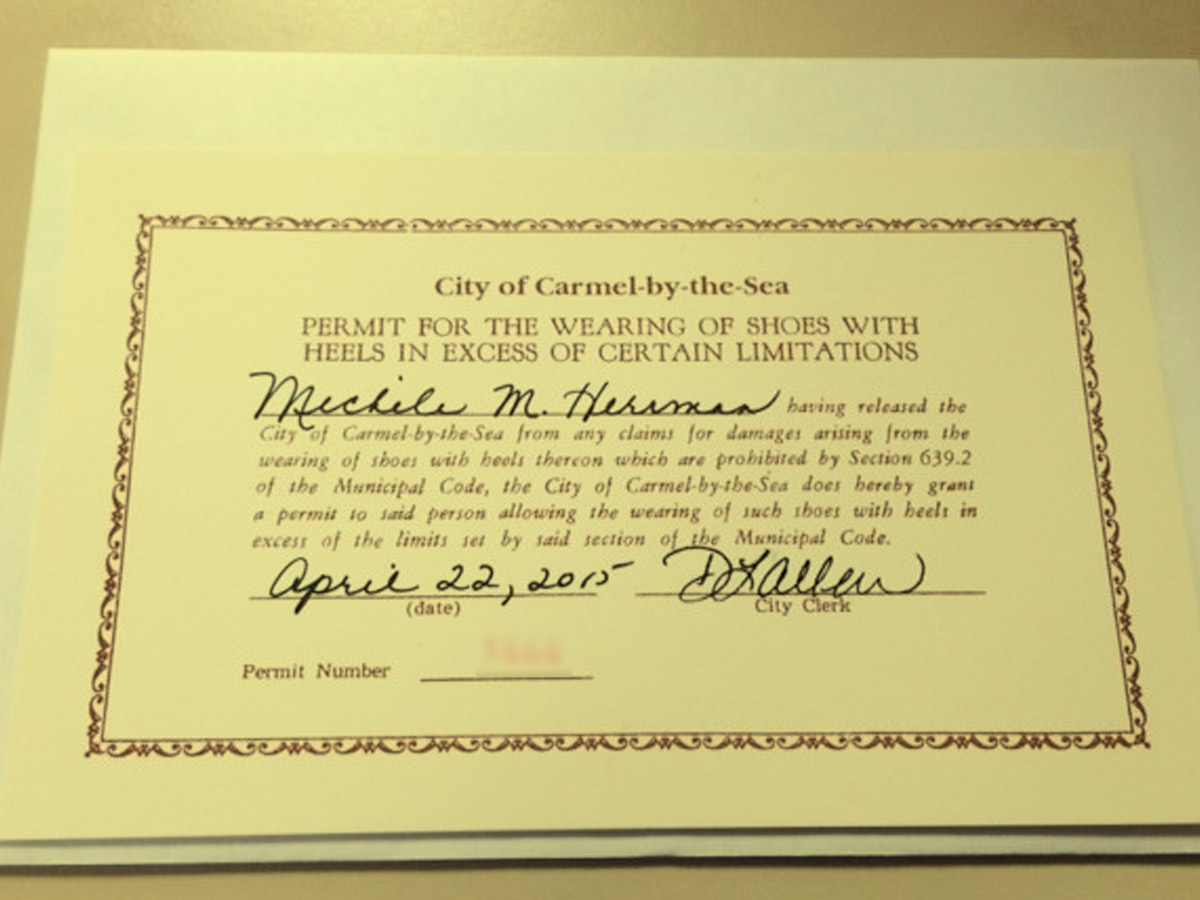 City of Carmel-by-the-Sea
PERMIT FOR THE WEARING OF SHOES WITH
HEELS IN EXCESS OF CERTAIN LIMITATIONS
Michele M. Herrman having released the
City of Carmel-by-the-Sea from any claims for damages arising from the
wearing of shoes with heels thereon which are prohibited by Section 639.2
of the Municipal Code, the City of Carmel-by-the-Sea does hereby grant
a permit to said person allowing the wearing of such shoes with heels in
excess of the limits set by said section of the Municipal Code.
April 22, 2015 DLAllen
(date) City Clerk
Permit Number